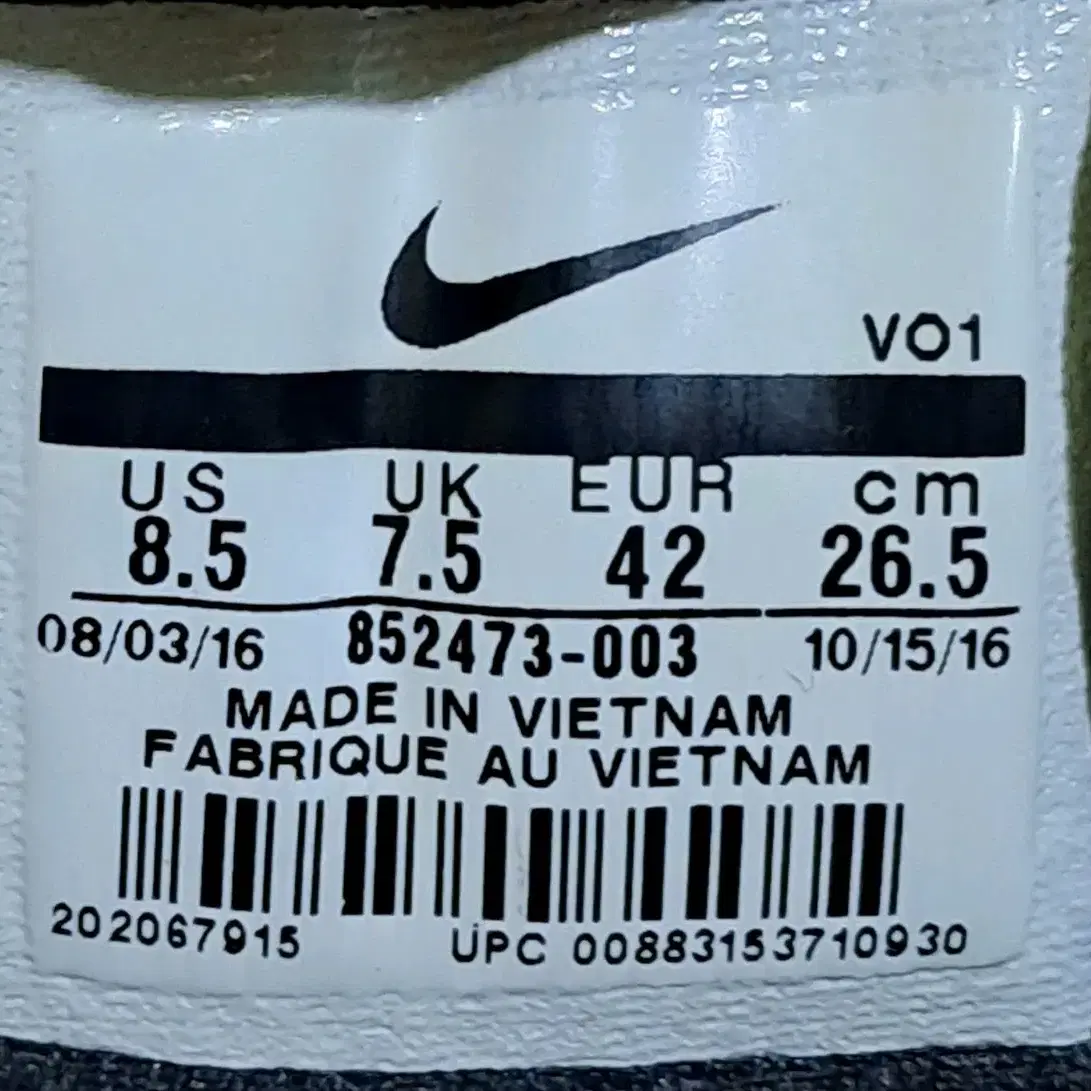 VO1
US UK EUR cm
8.5 7.5 42 26.5
08/03/16 852473-003 10/15/16
MADE IN VIETNAM
FABRIQUE AU VIETNAM
202067915 UPC 00883153710930